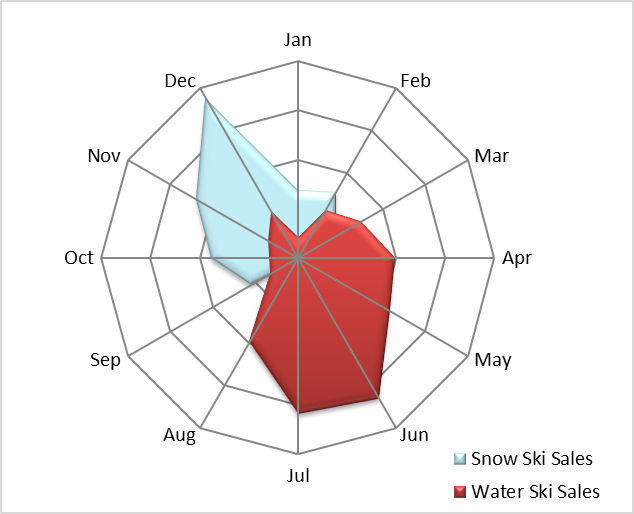 Jan
Feb
Mar
Apr
May
Jun
Jul
Aug
Sep
Oct
Nov
Dec
Snow Ski Sales
Water Ski Sales